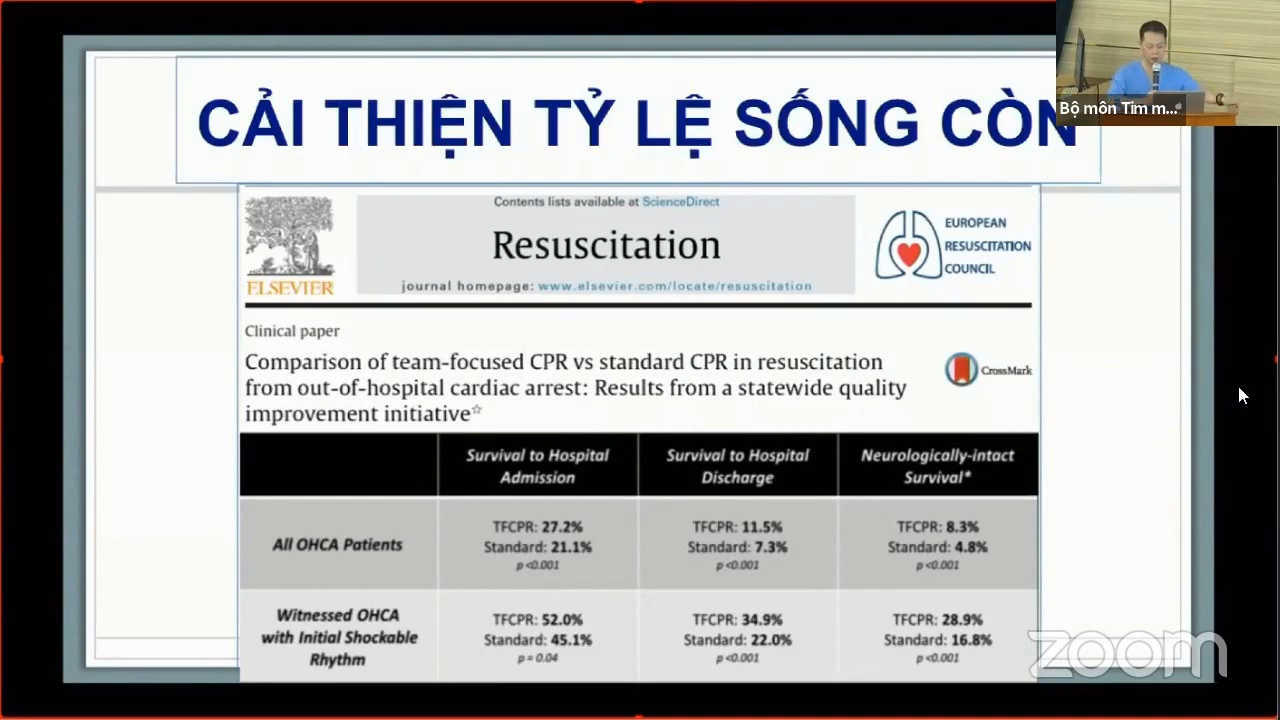 CẢI THIỆN TỶ LỆ SỐNG CÒN
Bộ môn Tim m...
ELSEVIER
Contents lists available at ScienceDirect
Resuscitation
journal homepage: www.elsevier.com/locate/resuscitation
EUROPEAN
RESUSCITATION
COUNCIL
Clinical paper
Comparison of team-focused CPR vs standard CPR in resuscitation
from out-of-hospital cardiac arrest: Results from a statewide quality
improvement initiative☆
CrossMark
Survival to Hospital
Admission
Survival to Hospital
Discharge
Neurologically-intact
Survival*
All OHCA Patients
TFCPR: 27.2%
Standard: 21.1%
p <0.001
TFCPR: 11.5%
Standard: 7.3%
p <0.001
TFCPR: 8.3%
Standard: 4.8%
p <0.001
Witnessed OHCA
with Initial Shockable
Rhythm
TFCPR: 52.0%
Standard: 45.1%
p = 0.04
TFCPR: 34.9%
Standard: 22.0%
p <0.001
TFCPR: 28.9%
Standard: 16.8%
p <0.001
zoom